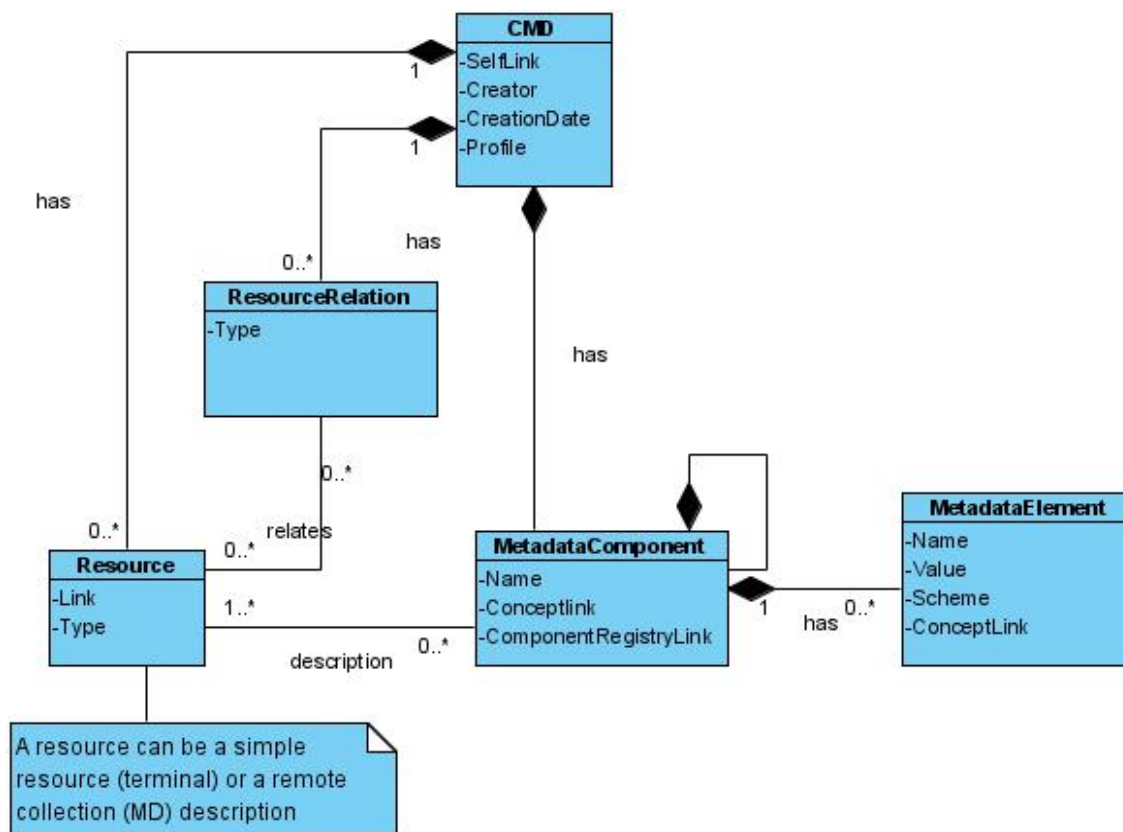 CMD
-SelfLink
-Creator
-CreationDate
-Profile
1
1
has
has
0..*
ResourceRelation
-Type
has
0..*
relates
0..*
0..*
Resource
-Link
-Type
1..*
0..*
description
MetadataComponent
-Name
-Conceptlink
-ComponentRegistryLink
1
0..*
has
MetadataElement
-Name
-Value
-Scheme
-ConceptLink
A resource can be a simple
resource (terminal) or a remote
collection (MD) description